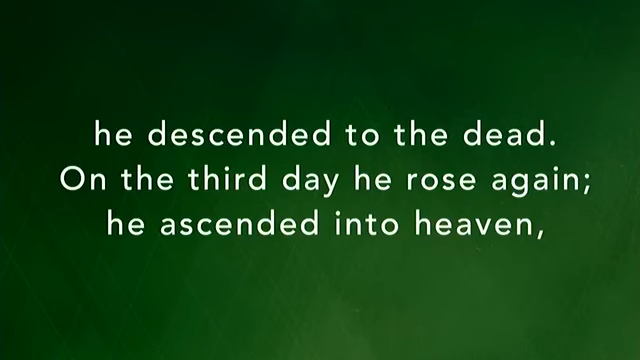 he descended to the dead.
On the third day he rose again;
he ascended into heaven,